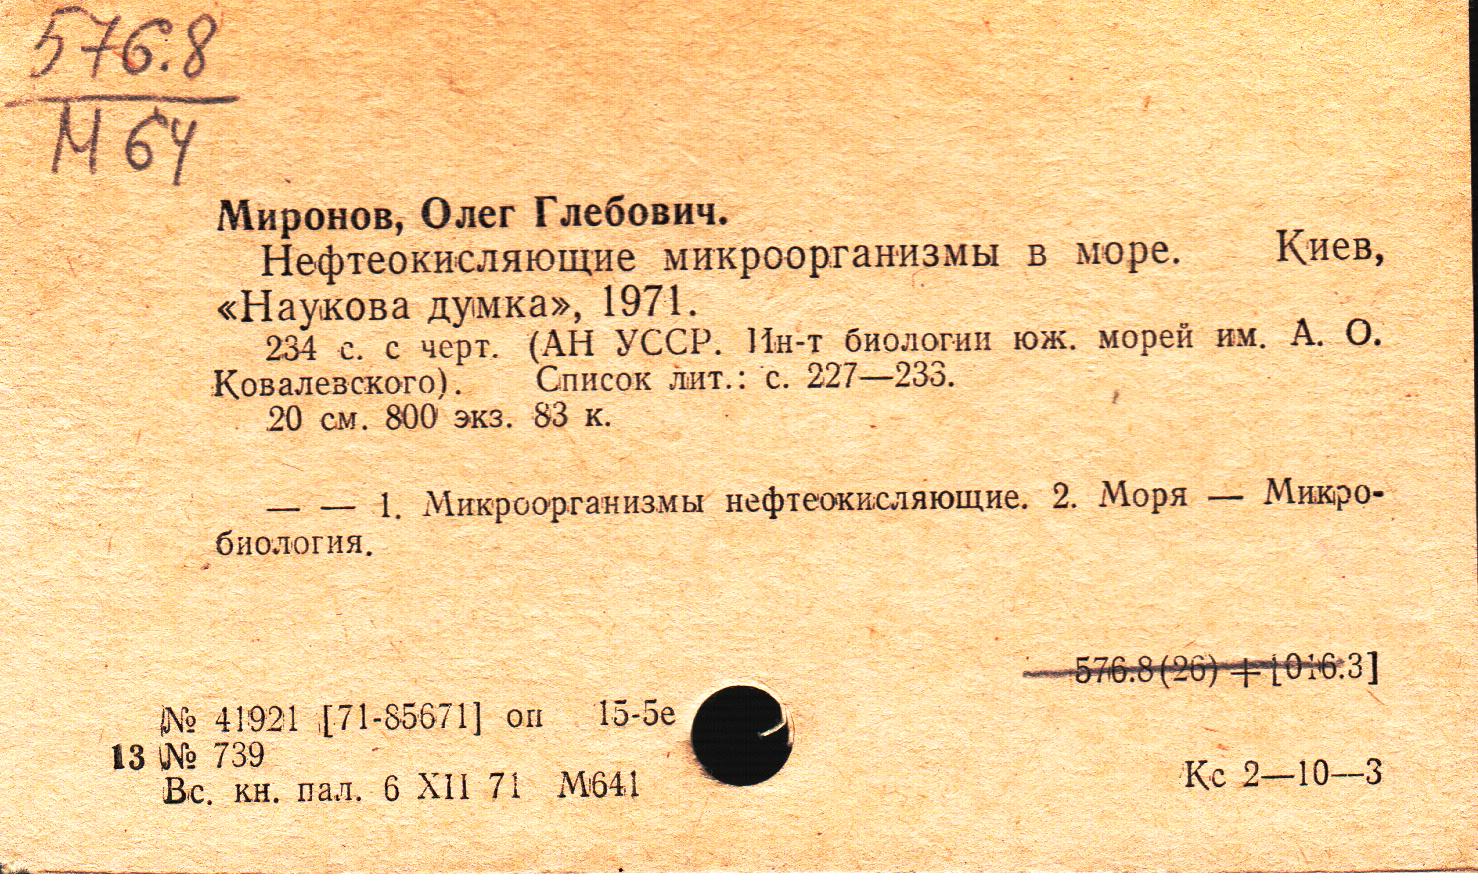 576.8
М 64
Миронов, Олег Глебович.
Нефтеокисляющие микроорганизмы в море. Киев,
«Наукова думка», 1971.
234 с. с черт. (АН УССР. Ин-т биологии юж. морей им. А. О.
Ковалевского). Список лит.: с. 227—233.
20 см. 800 экз. 83 к.
— — 1. Микроорганизмы нефтеокисляющие. 2. Моря — Микро-
биология.
576.8(26) + [016.3]
№ 41921 [71-85671] оп 15-5е
13 № 739
Вс. кн. пал. 6 XII 71 М641
Кс 2—10—3